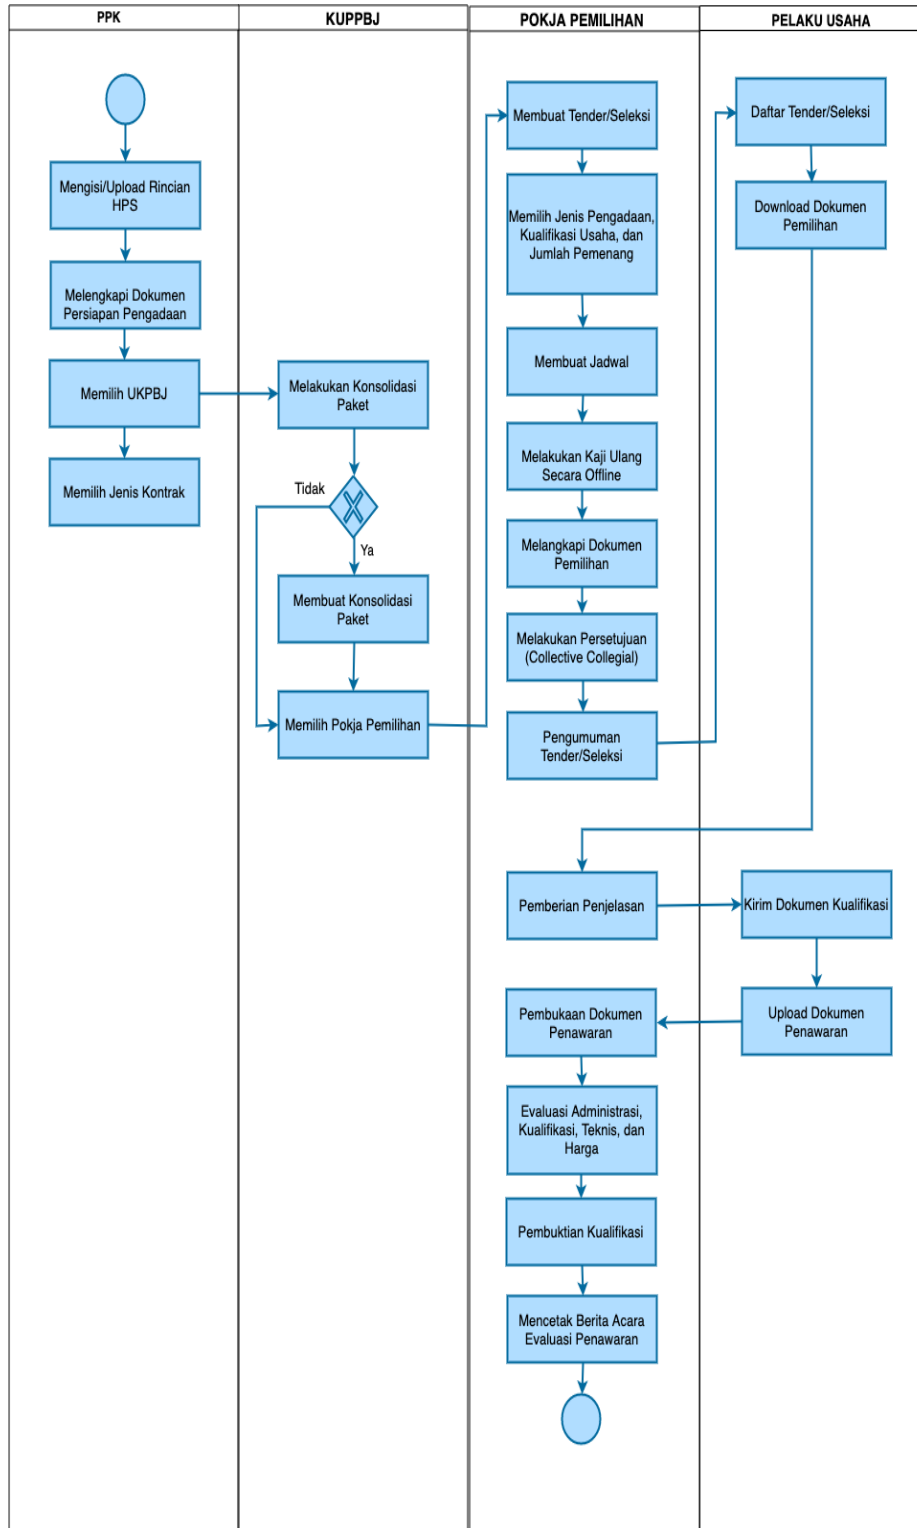 PPK
KUPPBJ
POKJA PEMILIHAN
PELAKU USAHA
Mengisi/Upload Rincian
HPS
Melengkapi Dokumen
Persiapan Pengadaan
Memilih UKPBJ
Memilih Jenis Kontrak
Melakukan Konsolidasi
Paket
Tidak
Ya
Membuat Konsolidasi
Paket
Memilih Pokja Pemilihan
Membuat Tender/Seleksi
Memilih Jenis Pengadaan,
Kualifikasi Usaha, dan
Jumlah Pemenang
Membuat Jadwal
Melakukan Kaji Ulang
Secara Offline
Melangkapi Dokumen
Pemilihan
Melakukan Persetujuan
(Collective Collegial)
Pengumuman
Tender/Seleksi
Daftar Tender/Seleksi
Download Dokumen
Pemilihan
Pemberian Penjelasan
Kirim Dokumen Kualifikasi
Upload Dokumen
Penawaran
Pembukaan Dokumen
Penawaran
Evaluasi Administrasi,
Kualifikasi, Teknis, dan
Harga
Pembuktian Kualifikasi
Mencetak Berita Acara
Evaluasi Penawaran